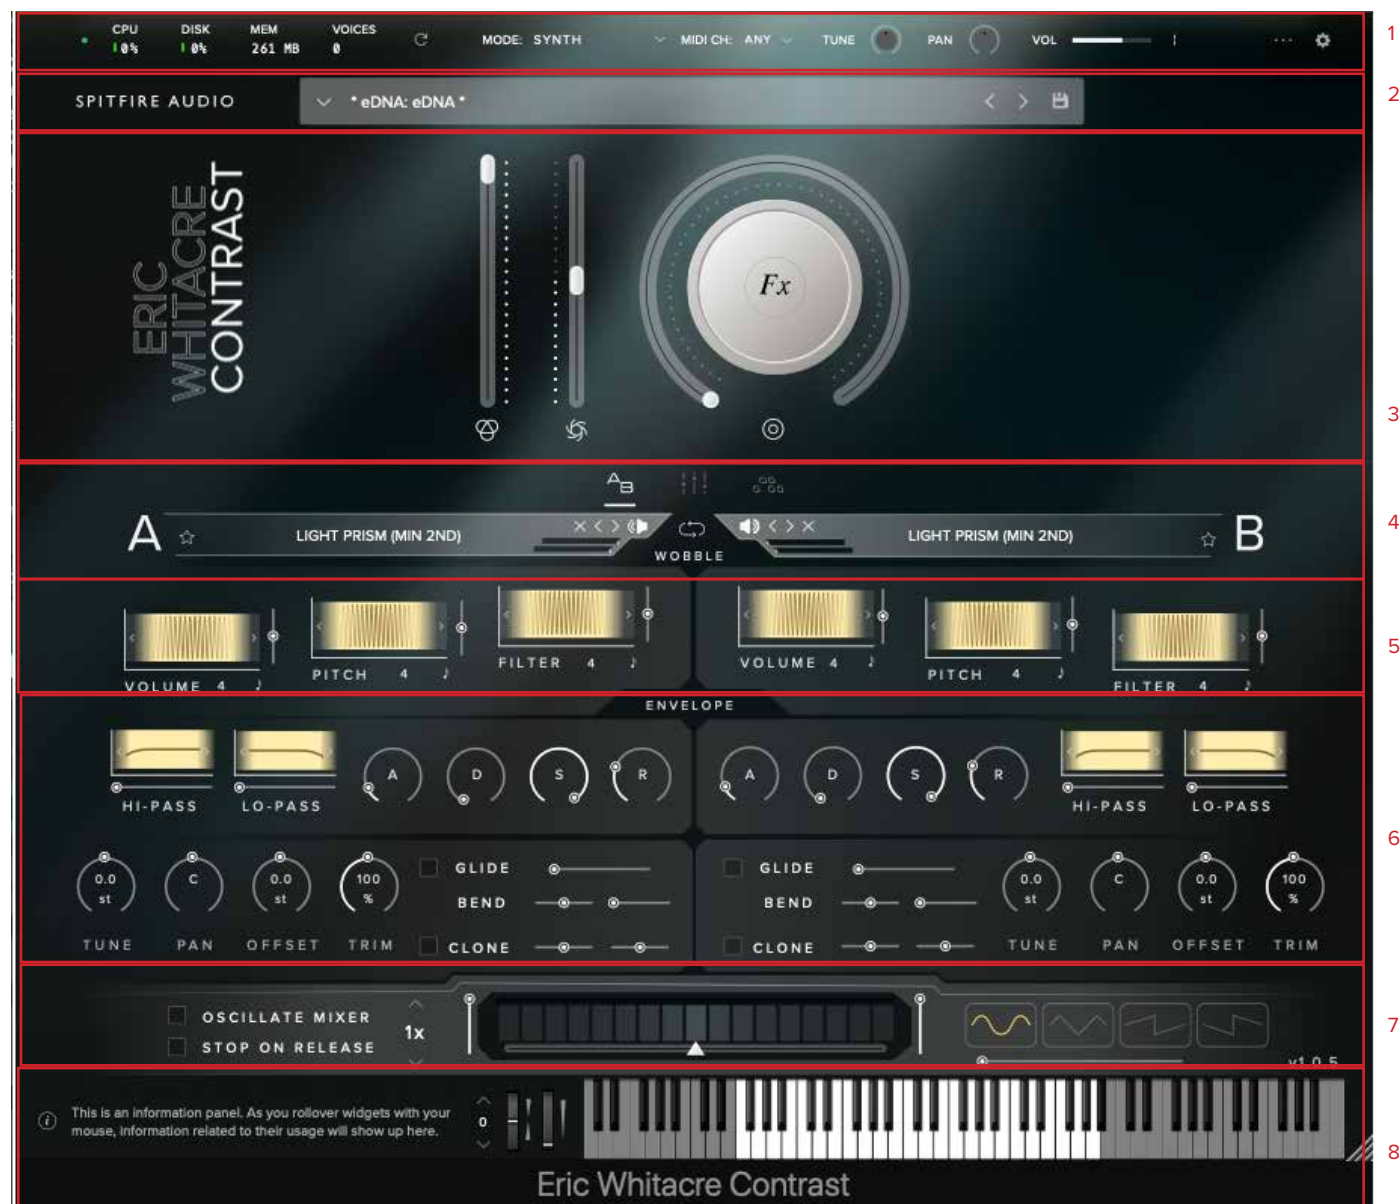 CPU DISK MEM VOICES
0% 0% 261 MB 0
MODE: SYNTH MIDI CH: ANY TUNE PAN VOL
1
SPITFIRE AUDIO * eDNA: eDNA *
2
ERIC
WHITACRE
CONTRAST
Fx
3
AB
A LIGHT PRISM (MIN 2ND) LIGHT PRISM (MIN 2ND) B
WOBBLE
4
VOLUME 4 PITCH 4 FILTER 4 VOLUME 4 PITCH 4 FILTER 4
5
ENVELOPE
A D S R A D S R
HI-PASS LO-PASS HI-PASS LO-PASS
6
0.0 st C 0.0 st 100 % GLIDE GLIDE 0.0 st C 0.0 st 100 %
BEND BEND
TUNE PAN OFFSET TRIM CLONE CLONE TUNE PAN OFFSET TRIM
OSCILLATE MIXER
1x
STOP ON RELEASE
7
v1.0.5
This is an information panel. As you rollover widgets with your
mouse, information related to their usage will show up here.
0
8
Eric Whitacre Contrast